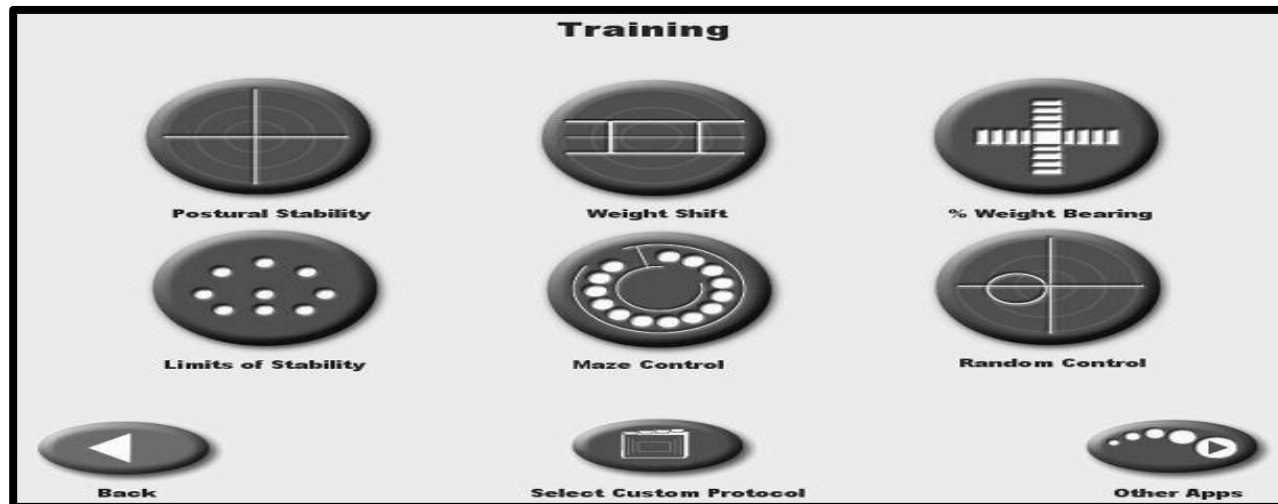 Training
Postural Stability
Weight Shift
% Weight Bearing
Limits of Stability
Maze Control
Random Control
Back
Select Custom Protocol
Other Apps